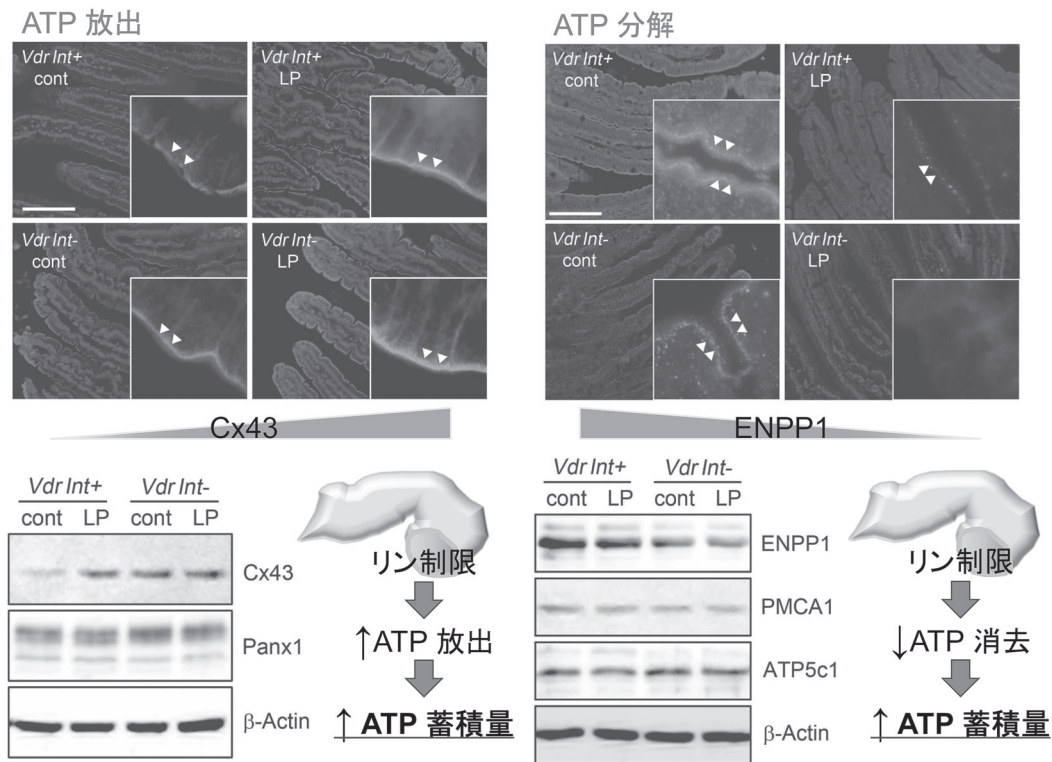 ATP 放出
Vdr Int+
cont
Vdr Int+
LP
Vdr Int-
cont
Vdr Int-
LP
Cx43
Vdr Int+ Vdr Int-
cont LP cont LP
Cx43
Panx1
β-Actin
リン制限
↑ATP 放出
↑ ATP 蓄積量
ATP 分解
Vdr Int+
cont
Vdr Int+
LP
Vdr Int-
cont
Vdr Int-
LP
ENPP1
Vdr Int+ Vdr Int-
cont LP cont LP
ENPP1
PMCA1
ATP5c1
β-Actin
リン制限
↓ATP 消去
↑ ATP 蓄積量